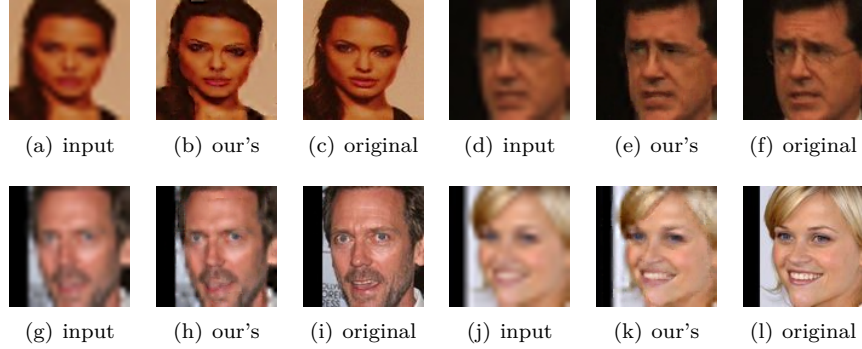 (a) input (b) our's (c) original (d) input (e) our's (f) original
(g) input (h) our's (i) original (j) input (k) our's (l) original